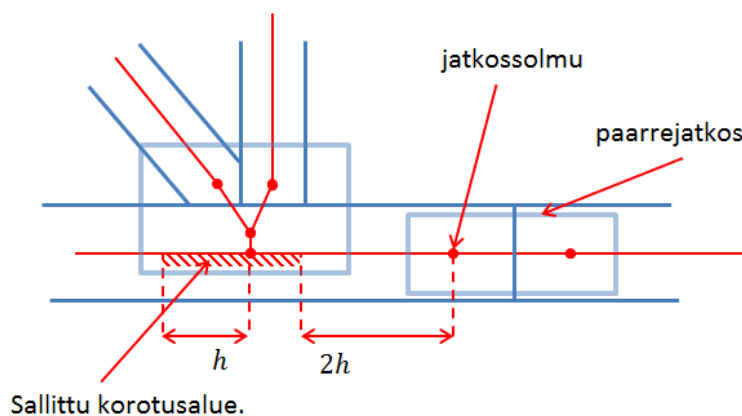 jatkossolmu
paarrejatkos
h
2h
Sallittu korotusalue.